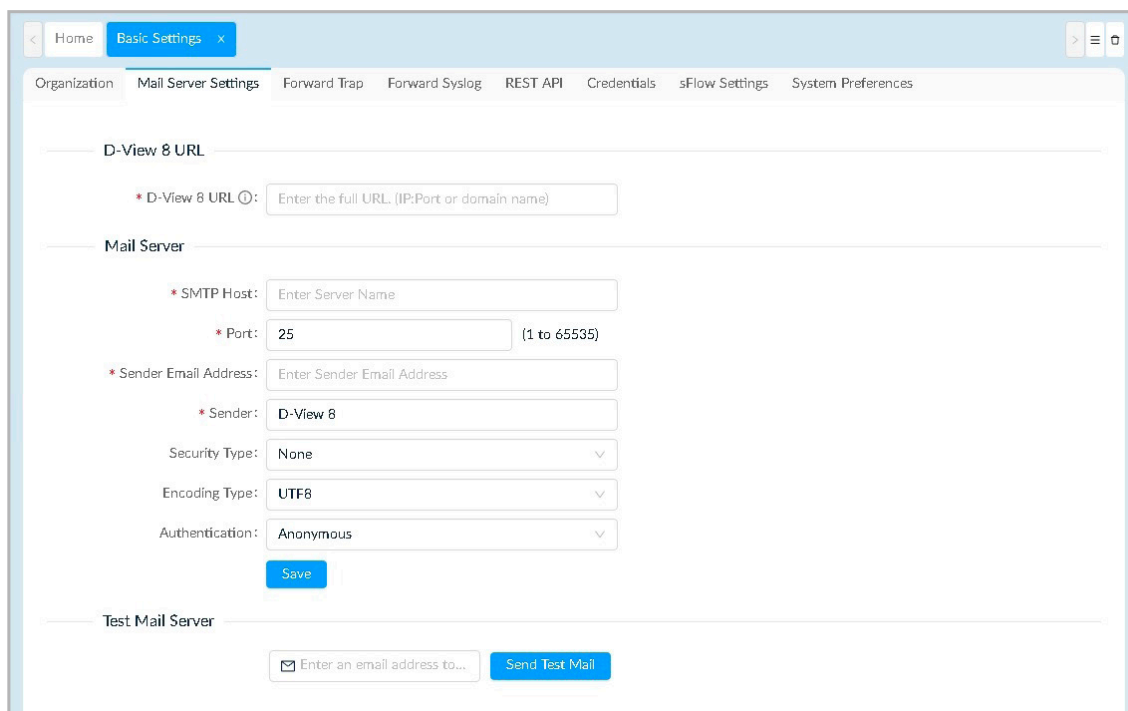 Home Basic Settings x
Organization Mail Server Settings Forward Trap Forward Syslog REST API Credentials sFlow Settings System Preferences
D-View 8 URL
* D-View 8 URL : Enter the full URL. (IP:Port or domain name)
Mail Server
* SMTP Host: Enter Server Name
* Port: 25 (1 to 65535)
* Sender Email Address: Enter Sender Email Address
* Sender: D-View 8
Security Type: None
Encoding Type: UTF8
Authentication: Anonymous
Save
Test Mail Server
Enter an email address to... Send Test Mail